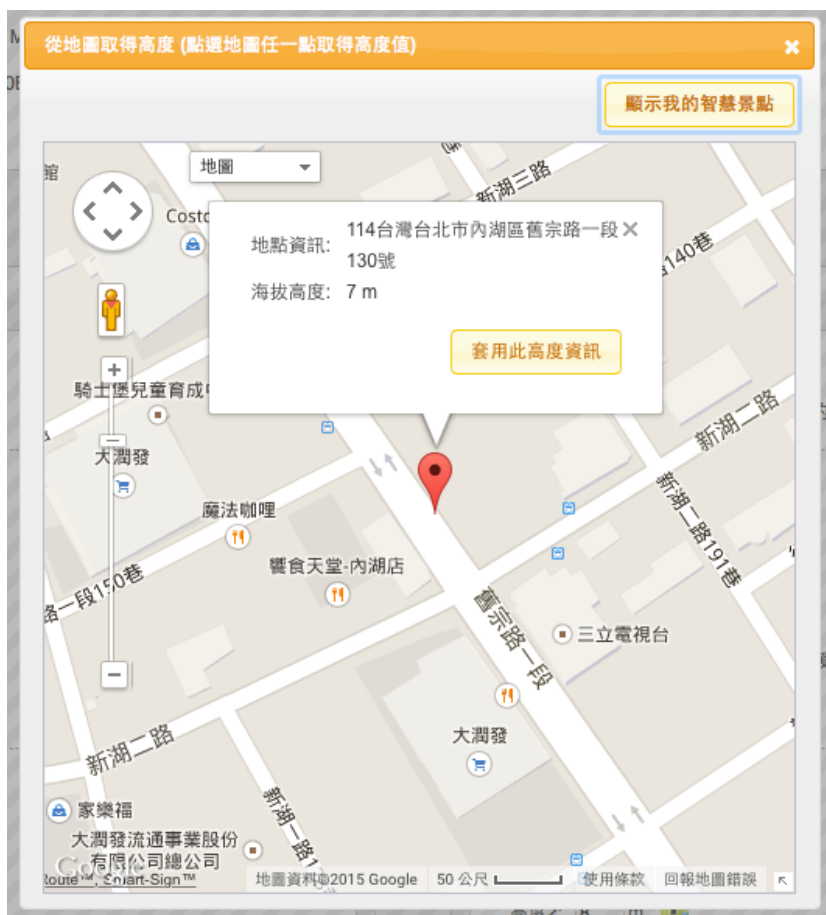 從地圖取得高度 (點選地圖任一點取得高度值)
顯示我的智慧景點
地圖
新湖三路
館
地點資訊: 114台灣台北市內湖區舊宗路一段
130號
海拔高度: 7 m
140巷
套用此高度資訊
騎士堡兒童育成
新湖二路
大潤發
魔法咖哩
饗食天堂-內湖店
新湖二路191巷
路一段150巷
舊宗路一段
三立電視台
大潤發
新湖二路
家樂福
新湖一路
大潤發流通事業股份
有限公司總公司
Google
Route™, Smart-Sign™
地圖資料©2015 Google
50 公尺
使用條款
回報地圖錯誤